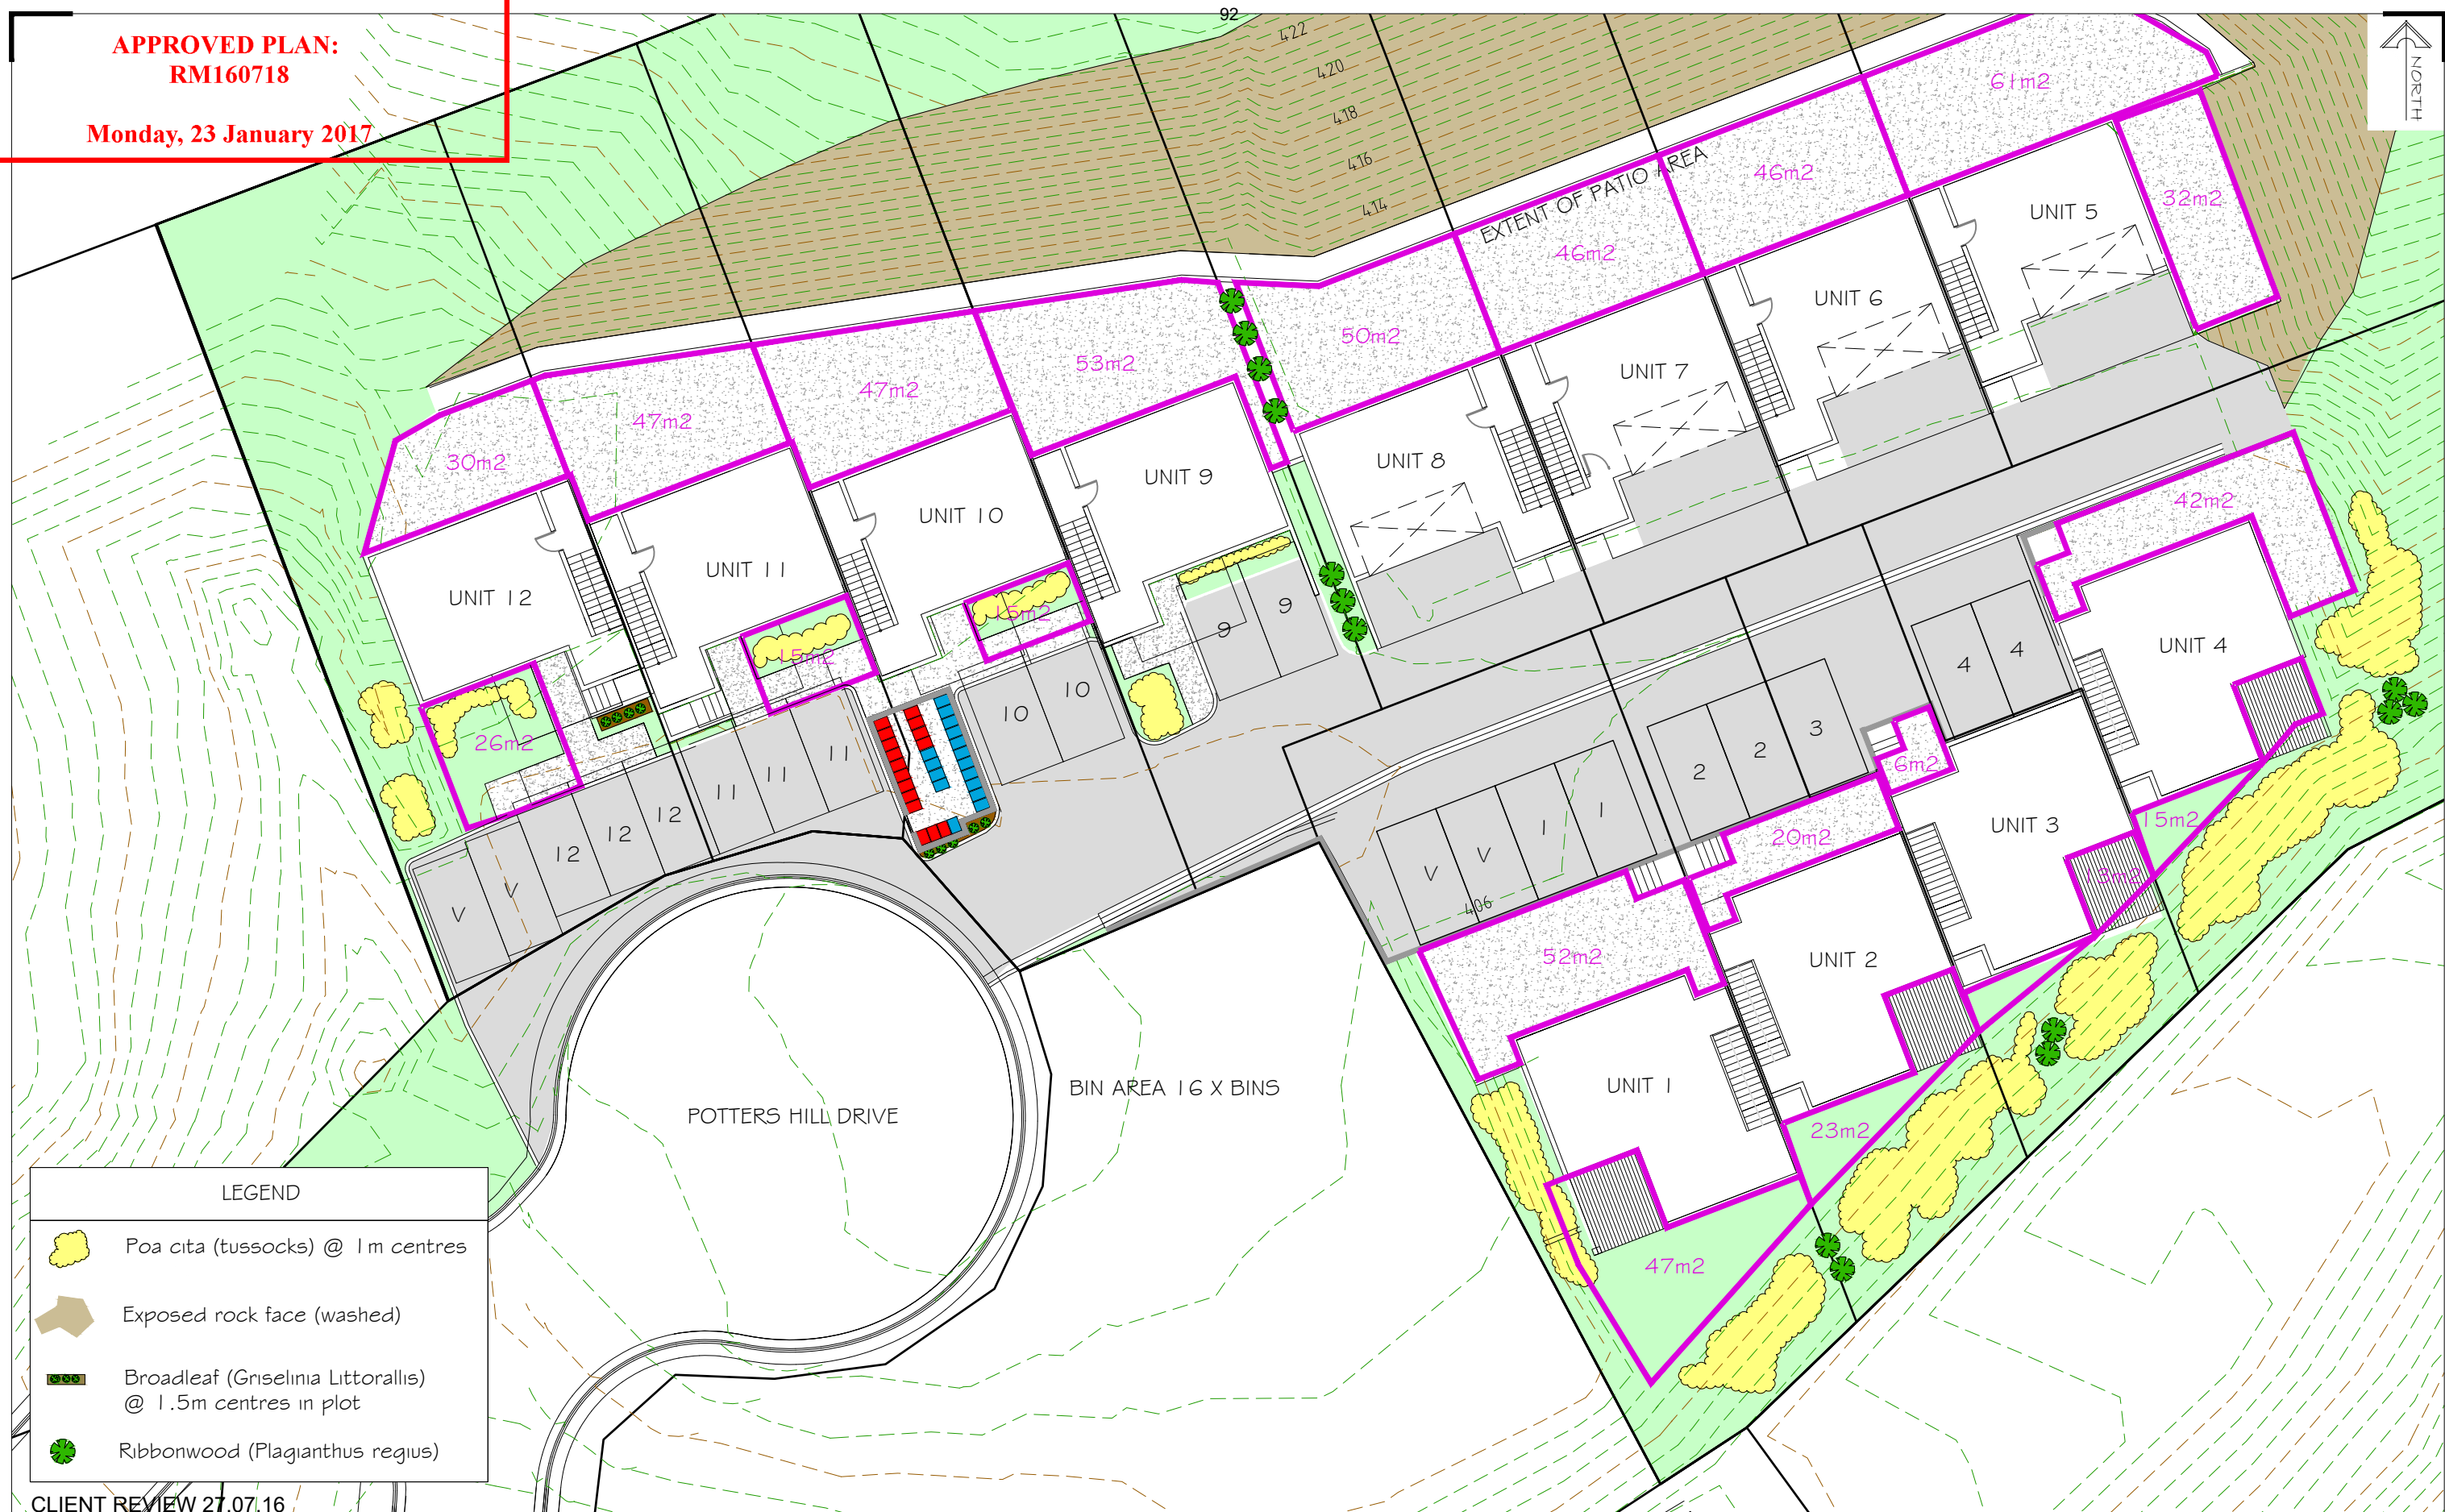 92
APPROVED PLAN:
RM160718
Monday, 23 January 2017
NORTH
422
420
418
416
414
EXTENT OF PATIO AREA
61m2
46m2
46m2
50m2
32m2
53m2
47m2
47m2
30m2
UNIT 5
UNIT 6
UNIT 7
UNIT 8
UNIT 9
UNIT 10
UNIT 11
UNIT 12
42m2
15m2
15m2
26m2
9
9
10
10
11
11
11
12
12
12
V
V
4
4
3
2
2
1
1
V
V
406
UNIT 4
UNIT 3
UNIT 2
UNIT 1
6m2
20m2
52m2
15m2
13m2
23m2
47m2
POTTERS HILL DRIVE
BIN AREA 16 X BINS
LEGEND
Poa cita (tussocks) @ 1m centres
Exposed rock face (washed)
Broadleaf (Griselinia Littorallis)
@ 1.5m centres in plot
Ribbonwood (Plagianthus regius)
CLIENT REVIEW 27.07.16